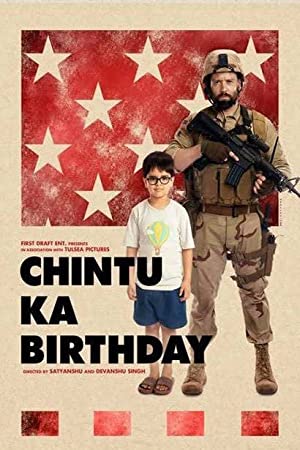 FIRST DRAFT ENT. PRESENTS
IN ASSOCIATION WITH TULSEA PICTURES
CHINTU
KA
BIRTHDAY
DIRECTED BY SATYANSHU AND DEVANSHU SINGH